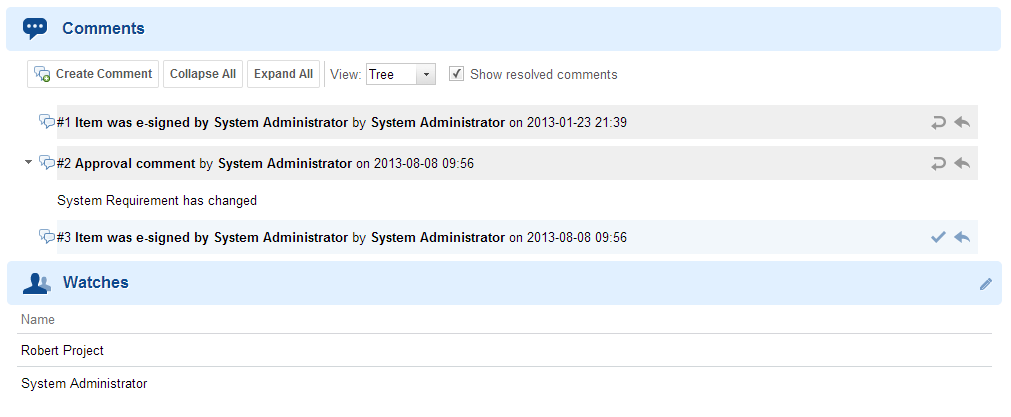 Comments
Create Comment Collapse All Expand All View: Tree Show resolved comments
#1 Item was e-signed by System Administrator by System Administrator on 2013-01-23 21:39
#2 Approval comment by System Administrator on 2013-08-08 09:56
System Requirement has changed
#3 Item was e-signed by System Administrator by System Administrator on 2013-08-08 09:56
Watches
Name
Robert Project
System Administrator